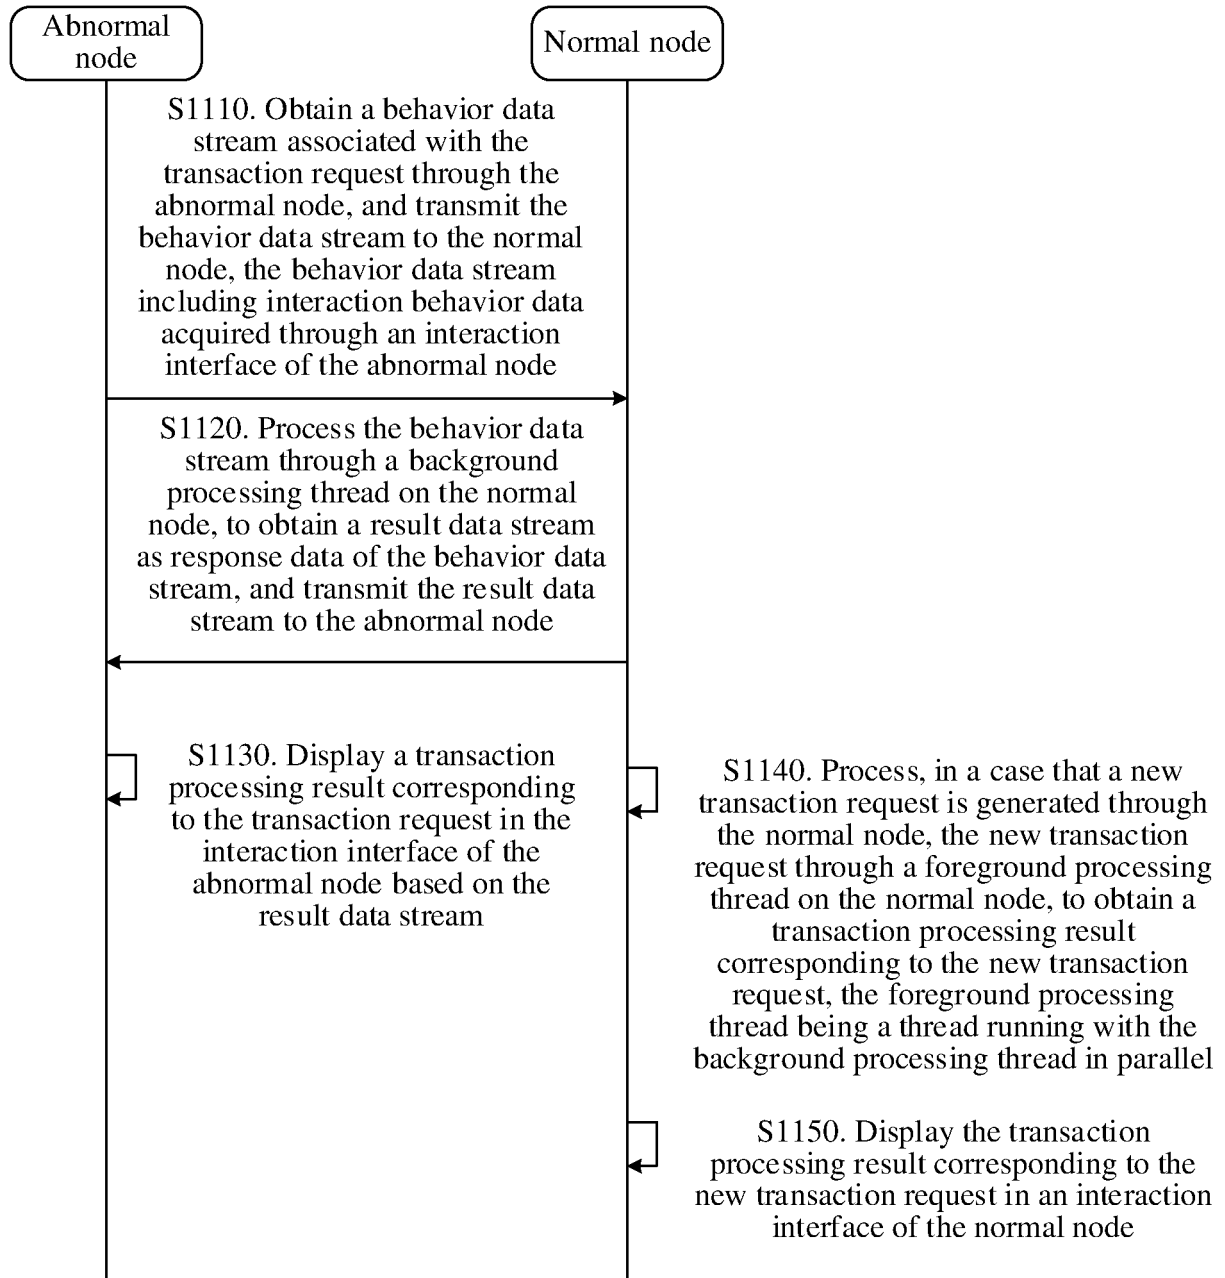 Abnormal
node
Normal node
S1110. Obtain a behavior data
stream associated with the
transaction request through the
abnormal node, and transmit the
behavior data stream to the normal
node, the behavior data stream
including interaction behavior data
acquired through an interaction
interface of the abnormal node
S1120. Process the behavior data
stream through a background
processing thread on the normal
node, to obtain a result data stream
as response data of the behavior data
stream, and transmit the result data
stream to the abnormal node
S1130. Display a transaction
processing result corresponding
to the transaction request in the
interaction interface of the
abnormal node based on the
result data stream
S1140. Process, in a case that a new
transaction request is generated through
the normal node, the new transaction
request through a foreground processing
thread on the normal node, to obtain a
transaction processing result
corresponding to the new transaction
request, the foreground processing
thread being a thread running with the
background processing thread in parallel
S1150. Display the transaction
processing result corresponding to the
new transaction request in an interaction
interface of the normal node